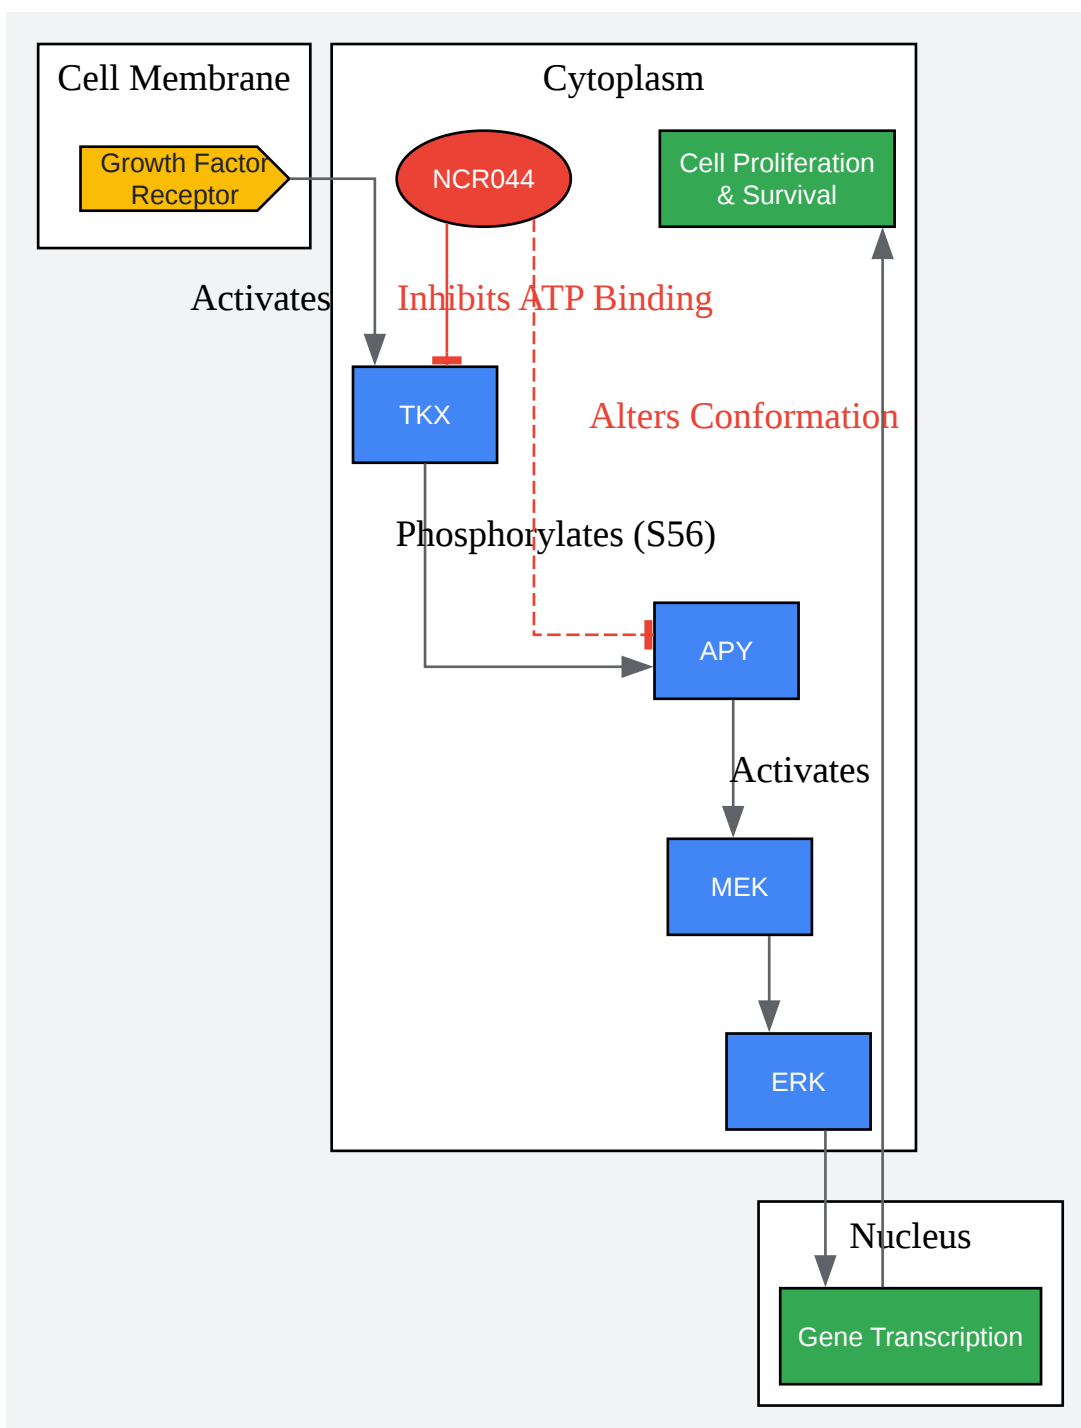 Cell Membrane
Cytoplasm
Growth Factor
Receptor
NCR044
Cell Proliferation
& Survival
Activates
Inhibits ATP Binding
TKX
Alters Conformation
Phosphorylates (S56)
APY
Activates
MEK
ERK
Nucleus
Gene Transcription